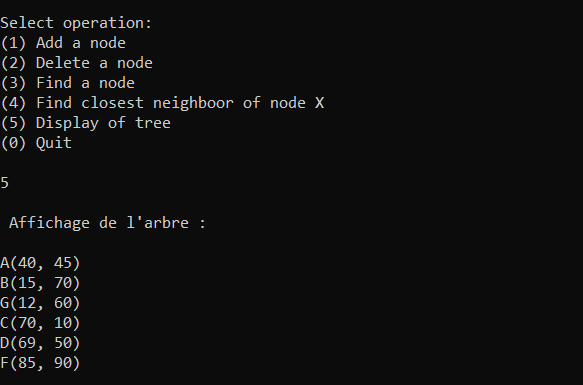 Select operation:
(1) Add a node
(2) Delete a node
(3) Find a node
(4) Find closest neighboor of node X
(5) Display of tree
(0) Quit
5
Affichage de l'arbre :
A(40, 45)
B(15, 70)
G(12, 60)
C(70, 10)
D(69, 50)
F(85, 90)